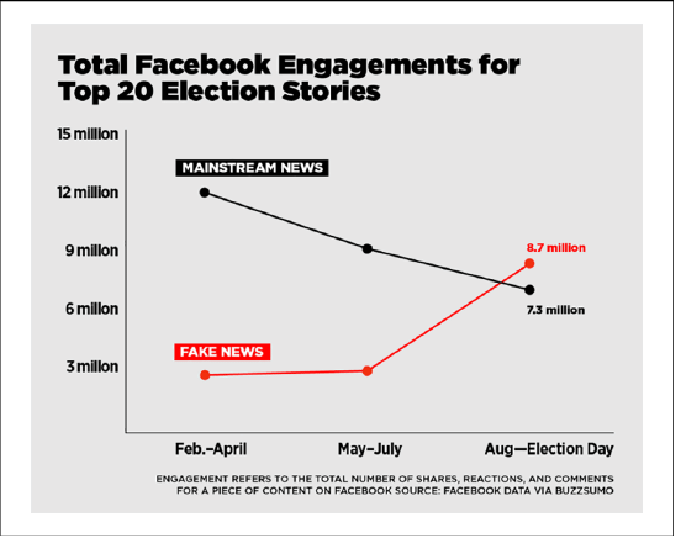 Total Facebook Engagements for
Top 20 Election Stories
15 million
MAINSTREAM NEWS
12 million
9 million
8.7 million
6 million
7.3 million
FAKE NEWS
3 million
Feb.–April
May–July
Aug—Election Day
ENGAGEMENT REFERS TO THE TOTAL NUMBER OF SHARES, REACTIONS, AND COMMENTS
FOR A PIECE OF CONTENT ON FACEBOOK SOURCE: FACEBOOK DATA VIA BUZZSUMO